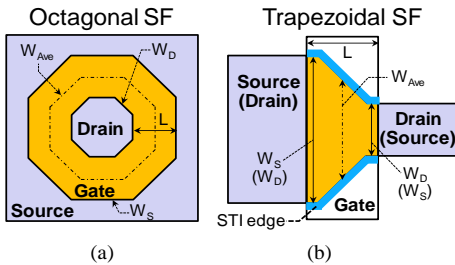 Octagonal SF
W_Ave
W_D
L
Drain
Gate
Source
W_S
(a)
Trapezoidal SF
L
W_Ave
Source
(Drain)
Drain
(Source)
W_S
(W_D)
W_D
(W_S)
STI edge
Gate
(b)